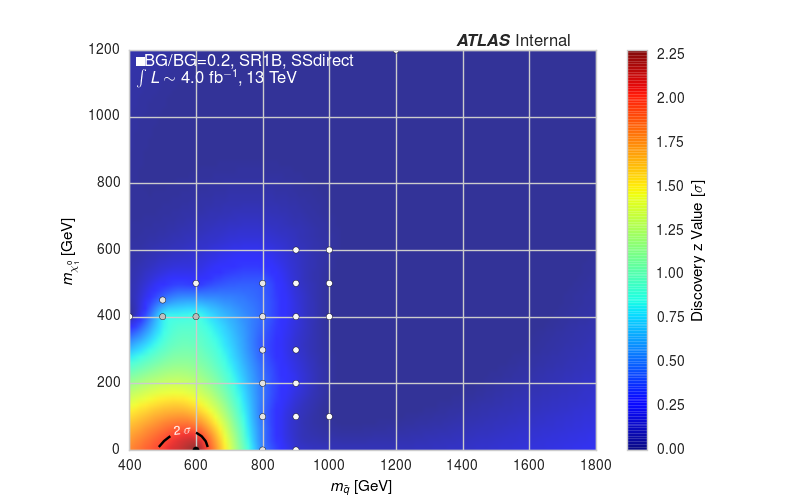 ATLAS Internal
BG/BG=0.2, SR1B, SSdirect
∫ L ∼ 4.0 fb⁻¹, 13 TeV
1200
1000
800
600
400
200
0
m_χ̃₁⁰ [GeV]
2 σ
400 600 800 1000 1200 1400 1600 1800
m_q̃ [GeV]
2.25
2.00
1.75
1.50
1.25
1.00
0.75
0.50
0.25
0.00
Discovery z Value [σ]